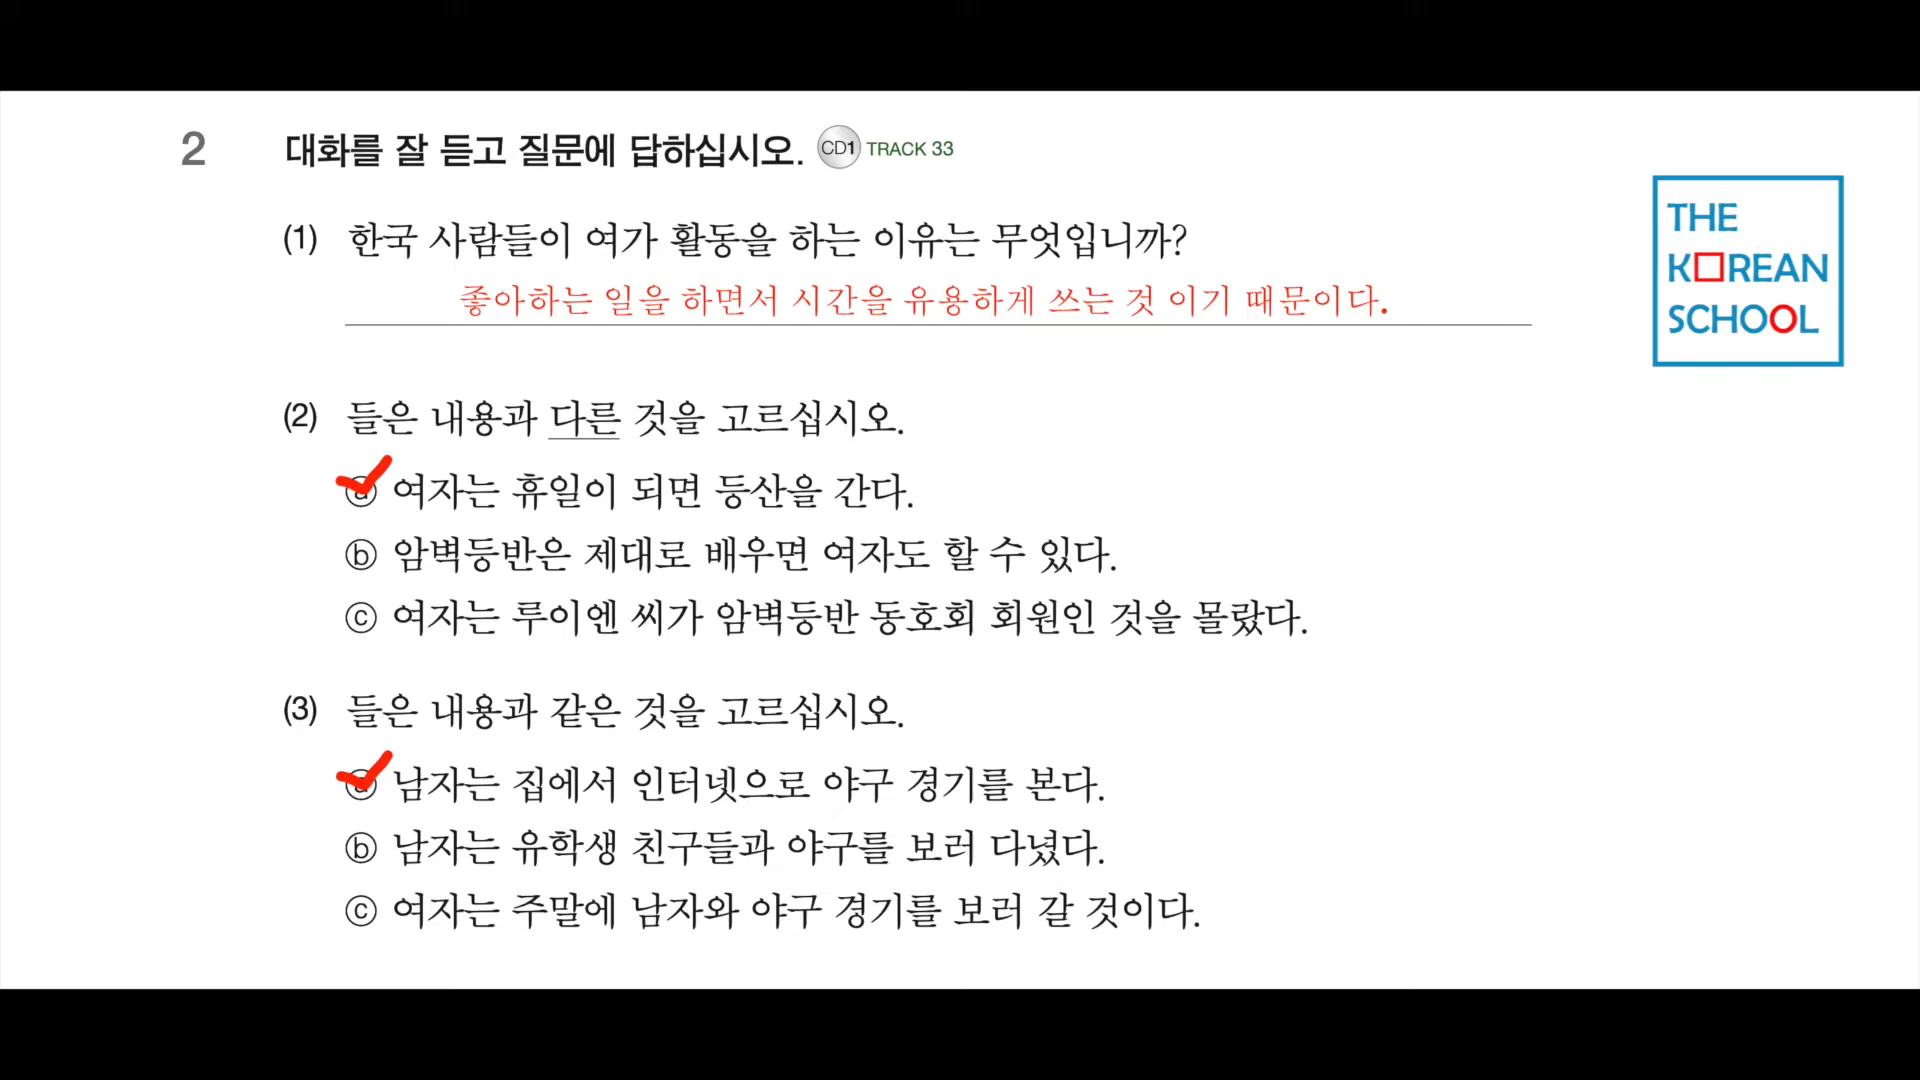 2 대화를 잘 듣고 질문에 답하십시오. CD1 TRACK 33
THE
KOREAN
SCHOOL
(1) 한국 사람들이 여가 활동을 하는 이유는 무엇입니까?
좋아하는 일을 하면서 시간을 유용하게 쓰는 것 이기 때문이다.
(2) 들은 내용과 다른 것을 고르십시오.
ⓐ 여자는 휴일이 되면 등산을 간다.
ⓑ 암벽등반은 제대로 배우면 여자도 할 수 있다.
ⓒ 여자는 루이엔 씨가 암벽등반 동호회 회원인 것을 몰랐다.
(3) 들은 내용과 같은 것을 고르십시오.
ⓐ 남자는 집에서 인터넷으로 야구 경기를 본다.
ⓑ 남자는 유학생 친구들과 야구를 보러 다녔다.
ⓒ 여자는 주말에 남자와 야구 경기를 보러 갈 것이다.